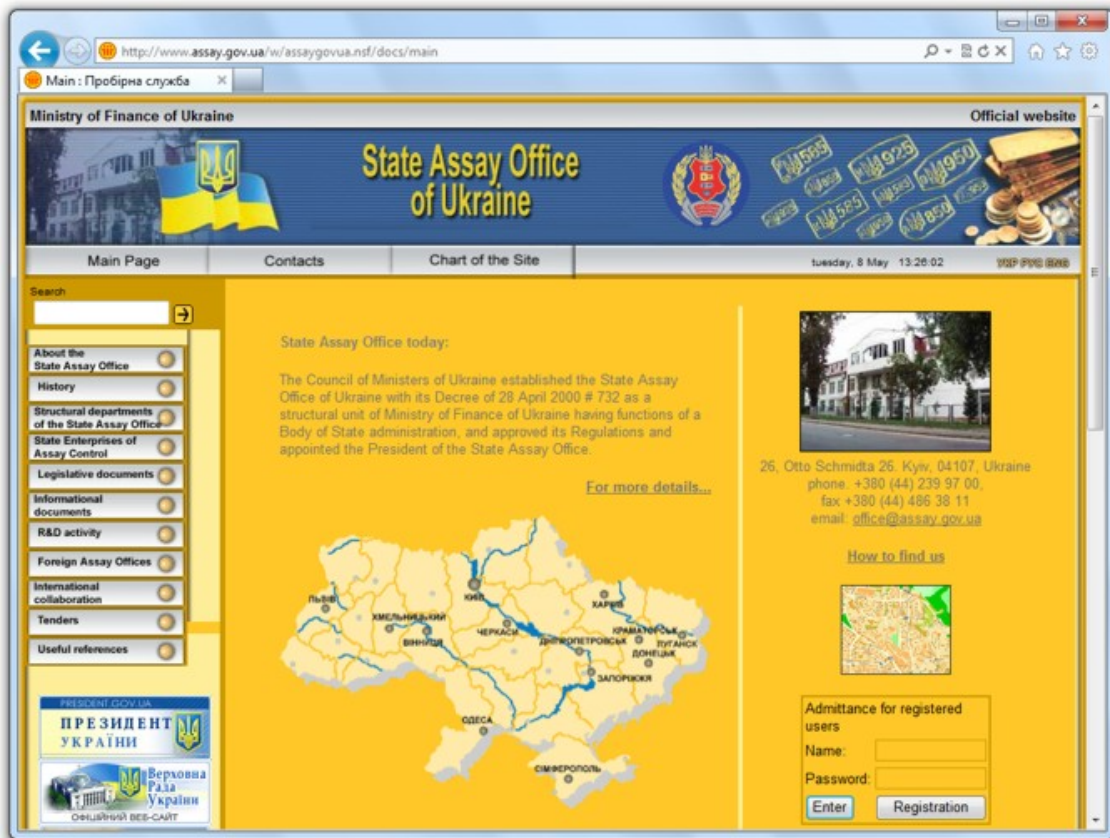 http://www.assay.gov.ua/w/assaygovua.nsf/docs/main
Main : Пробірна служба
Ministry of Finance of Ukraine
Official website
State Assay Office
of Ukraine
585
925
950
585
850
Main Page
Contacts
Chart of the Site
tuesday, 8 May 13:26:02
УКР РУС ENG
Search
About the
State Assay Office
History
Structural departments
of the State Assay Office
State Enterprises of
Assay Control
Legislative documents
Informational
documents
R&D activity
Foreign Assay Offices
International
collaboration
Tenders
Useful references
PRESIDENT.GOV.UA
ПРЕЗИДЕНТ
УКРАЇНИ
Верховна
Рада
України
ОФІЦІЙНИЙ ВЕБ-САЙТ
State Assay Office today:
The Council of Ministers of Ukraine established the State Assay
Office of Ukraine with its Decree of 28 April 2000 # 732 as a
structural unit of Ministry of Finance of Ukraine having functions of a
Body of State administration, and approved its Regulations and
appointed the President of the State Assay Office.
For more details...
ЛЬВІВ
ХМЕЛЬНИЦЬКИЙ
ВІННИЦЯ
КИЇВ
ЧЕРКАСИ
ХАРКІВ
ДНІПРОПЕТРОВСЬК
КРАМАТОРСЬК
ЛУГАНСК
ДОНЕЦЬК
ЗАПОРІЖЖЯ
ОДЕСА
СІМФЕРОПОЛЬ
26, Otto Schmidta 26. Kyiv, 04107, Ukraine
phone. +380 (44) 239 97 00,
fax +380 (44) 486 38 11
email: office@assay.gov.ua
How to find us
Admittance for registered
users
Name:
Password:
Enter
Registration